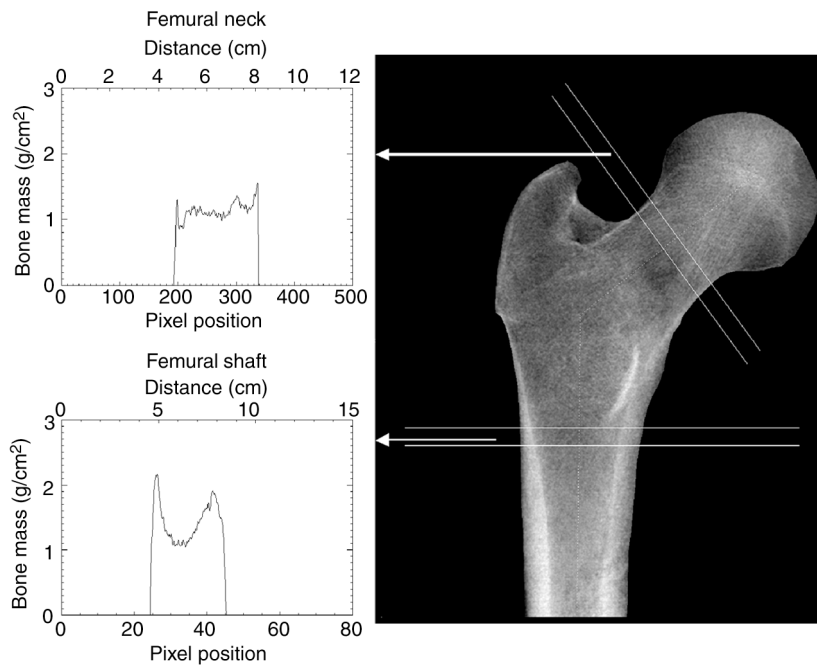 Femural neck
Distance (cm)
0 2 4 6 8 10 12
3
2
1
0
Bone mass (g/cm²)
0 100 200 300 400 500
Pixel position
Femural shaft
Distance (cm)
0 5 10 15
3
2
1
0
Bone mass (g/cm²)
0 20 40 60 80
Pixel position